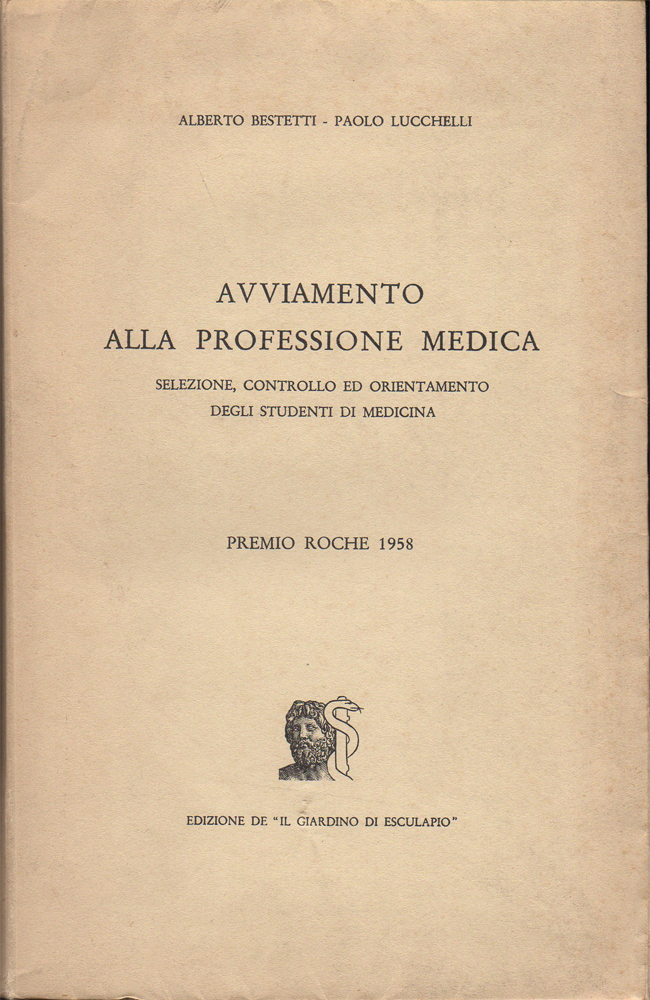 ALBERTO BESTETTI - PAOLO LUCCHELLI
AVVIAMENTO
ALLA PROFESSIONE MEDICA
SELEZIONE, CONTROLLO ED ORIENTAMENTO
DEGLI STUDENTI DI MEDICINA
PREMIO ROCHE 1958
EDIZIONE DE "IL GIARDINO DI ESCULAPIO"